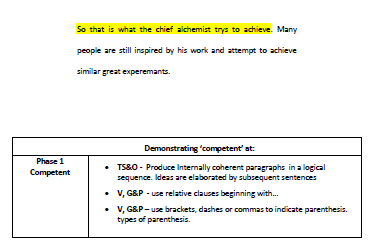 So that is what the chief alchemist trys to achieve. Many
people are still inspired by his work and attempt to achieve
similar great experemants.
Demonstrating 'competent' at:
Phase 1
Competent
• TS&O - Produce Internally coherent paragraphs in a logical
sequence. Ideas are elaborated by subsequent sentences
• V, G&P - use relative clauses beginning with...
• V, G&P – use brackets, dashes or commas to indicate parenthesis.
types of parenthesis.